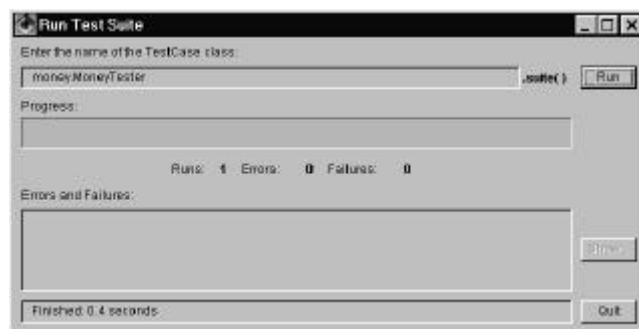 Run Test Suite
Enter the name of the TestCase class:
money.MoneyTester
.suite( )
Run
Progress:
Runs: 1 Errors: 0 Failures: 0
Errors and Failures:
Finished: 0.4 seconds
Quit